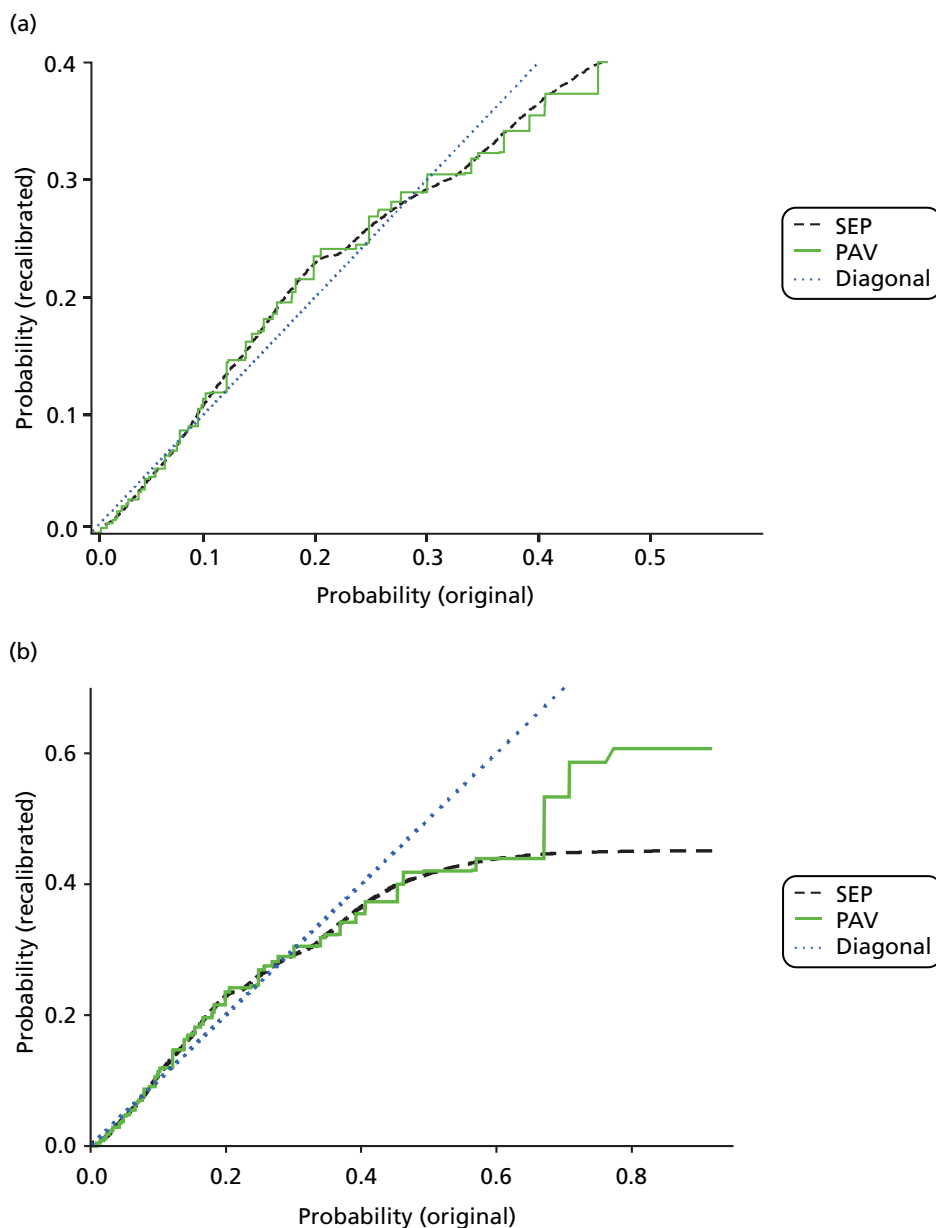 (a)
0.4
0.3
0.2
0.1
0.0
Probability (recalibrated)
0.0 0.1 0.2 0.3 0.4 0.5
Probability (original)
SEP
PAV
Diagonal
(b)
0.6
0.4
0.2
0.0
Probability (recalibrated)
0.0 0.2 0.4 0.6 0.8
Probability (original)
SEP
PAV
Diagonal